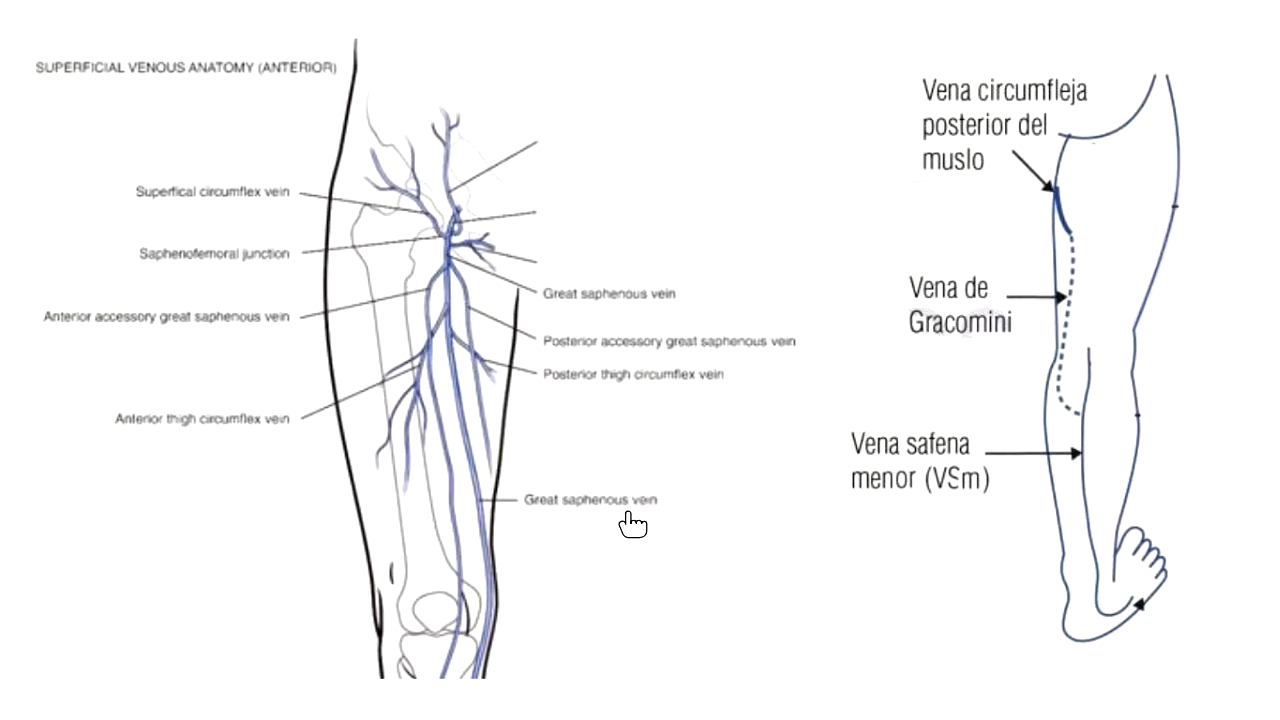 SUPERFICIAL VENOUS ANATOMY (ANTERIOR)
Superfical circumflex vein
Saphenofemoral junction
Anterior accessory great saphenous vein
Anterior thigh circumflex vein
Great saphenous vein
Posterior accessory great saphenous vein
Posterior thigh circumflex vein
Great saphenous vein
Vena circumfleja
posterior del
muslo
Vena de
Gracomini
Vena safena
menor (VSm)